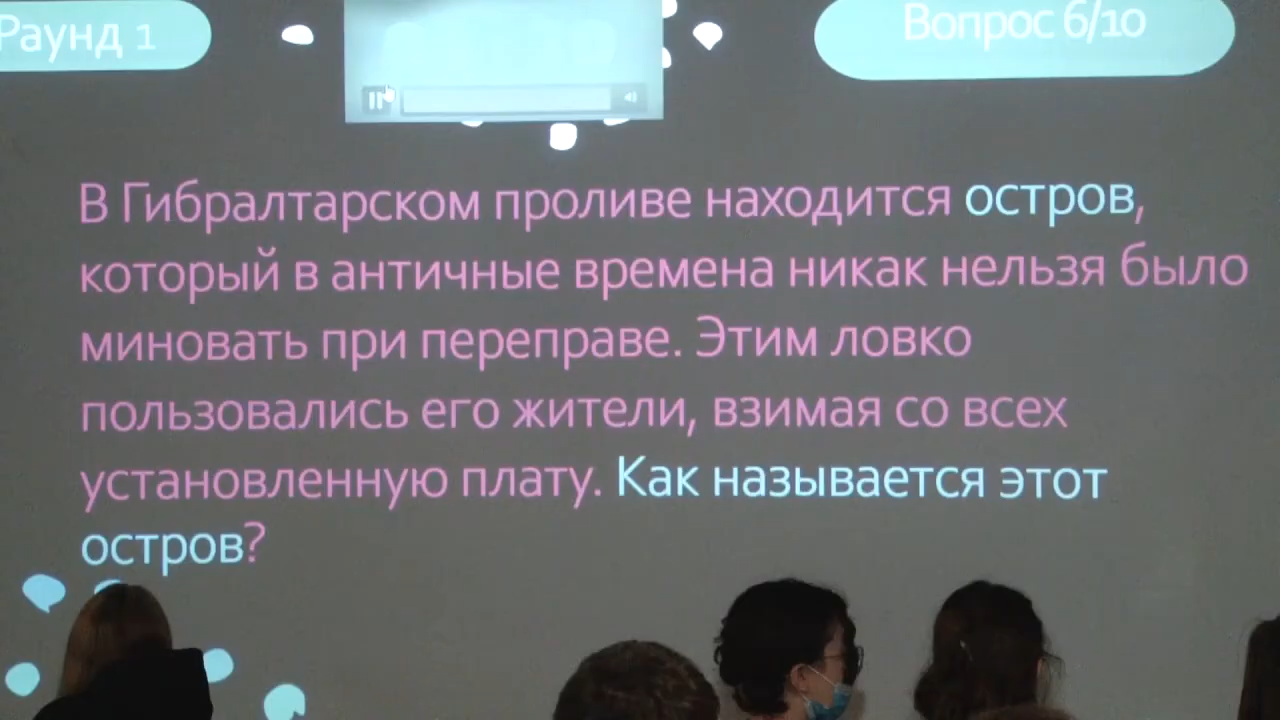 Раунд 1
Вопрос 6/10
В Гибралтарском проливе находится остров,
который в античные времена никак нельзя было
миновать при переправе. Этим ловко
пользовались его жители, взимая со всех
установленную плату. Как называется этот
остров?